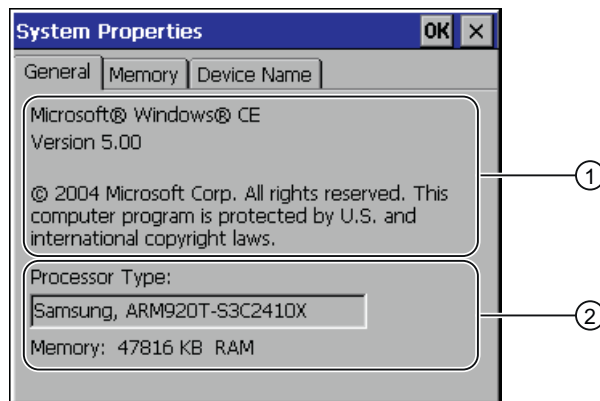 System Properties OK ×
General Memory Device Name
Microsoft® Windows® CE
Version 5.00
© 2004 Microsoft Corp. All rights reserved. This
computer program is protected by U.S. and
international copyright laws.
1
Processor Type:
Samsung, ARM920T-S3C2410X
2
Memory: 47816 KB RAM